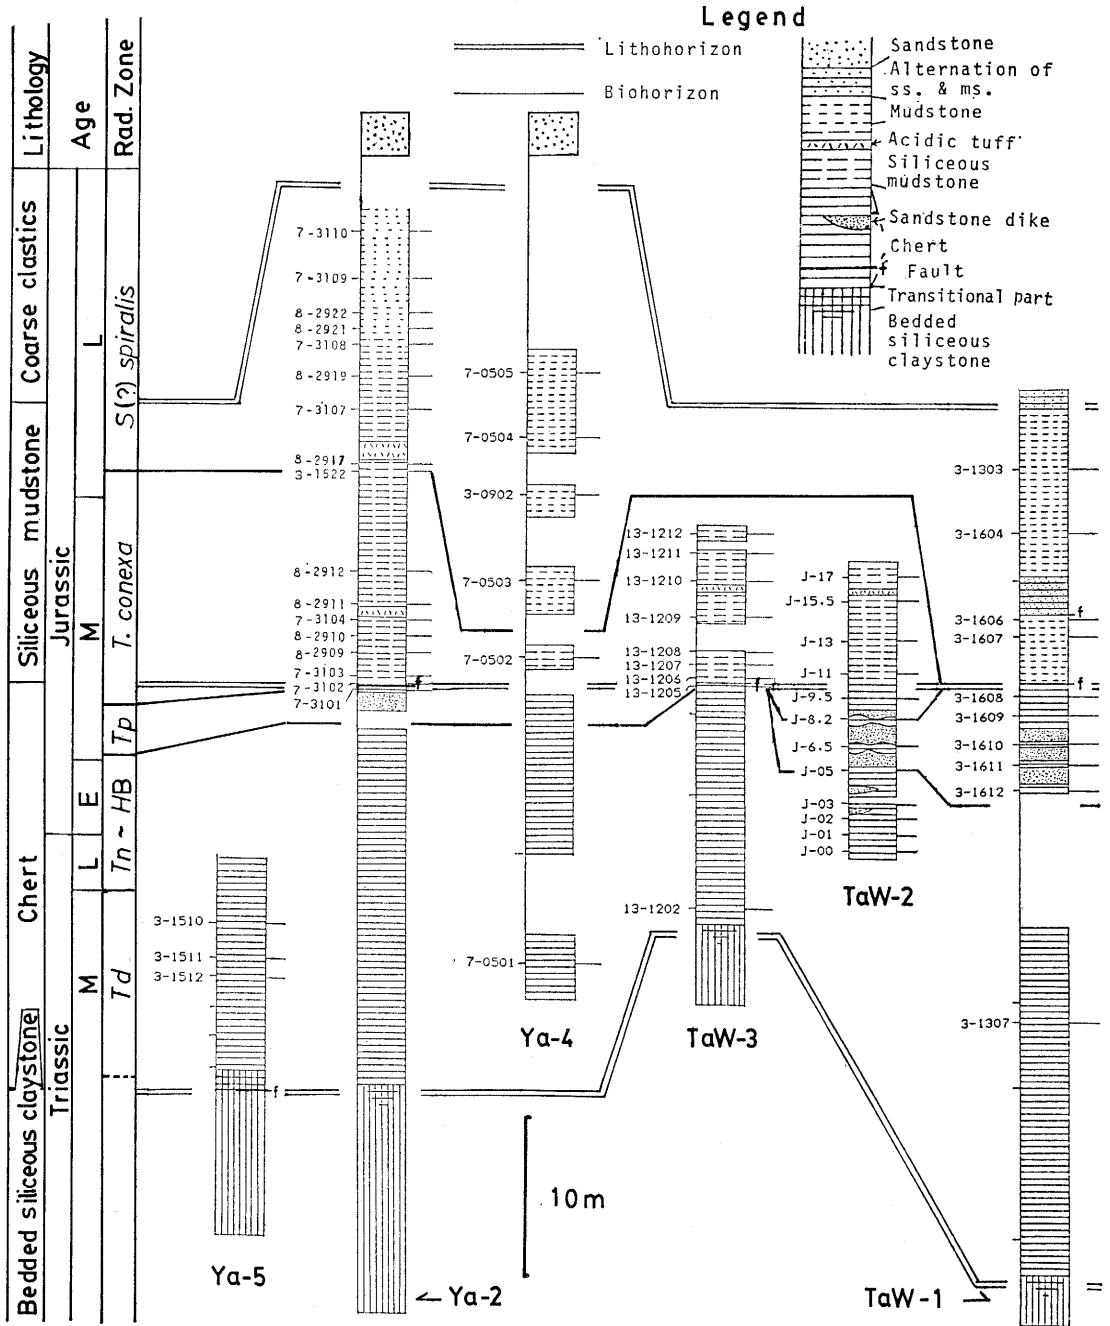 Legend
Lithohorizon
Biohorizon
Sandstone
Alternation of
ss. & ms.
Mudstone
Acidic tuff
Siliceous
mudstone
Sandstone dike
Chert
f Fault
Transitional part
Bedded
siliceous
claystone
Lithology
Age
Rad. Zone
Coarse clastics
Siliceous mudstone
Chert
Bedded siliceous claystone
Jurassic
Triassic
L
M
E
L
M
S(?) spiralis
T. conexa
Tp
Tn ~ HB
Td
3-1510
3-1511
3-1512
f
Ya-5
7-3110
7-3109
8-2922
8-2921
7-3108
8-2919
7-3107
8-2917
3-1522
8-2912
8-2911
7-3104
8-2910
8-2909
7-3103
7-3102
7-3101
f
Ya-2
7-0505
7-0504
3-0902
7-0503
7-0502
7-0501
Ya-4
10m
13-1212
13-1211
13-1210
13-1209
13-1208
13-1207
13-1206
13-1205
f
13-1202
TaW-3
J-17
J-15.5
J-13
J-11
J-9.5
J-8.2
J-6.5
J-05
J-03
J-02
J-01
J-00
TaW-2
3-1303
3-1604
3-1606
f
3-1607
f
3-1608
3-1609
3-1610
3-1611
3-1612
3-1307
TaW-1